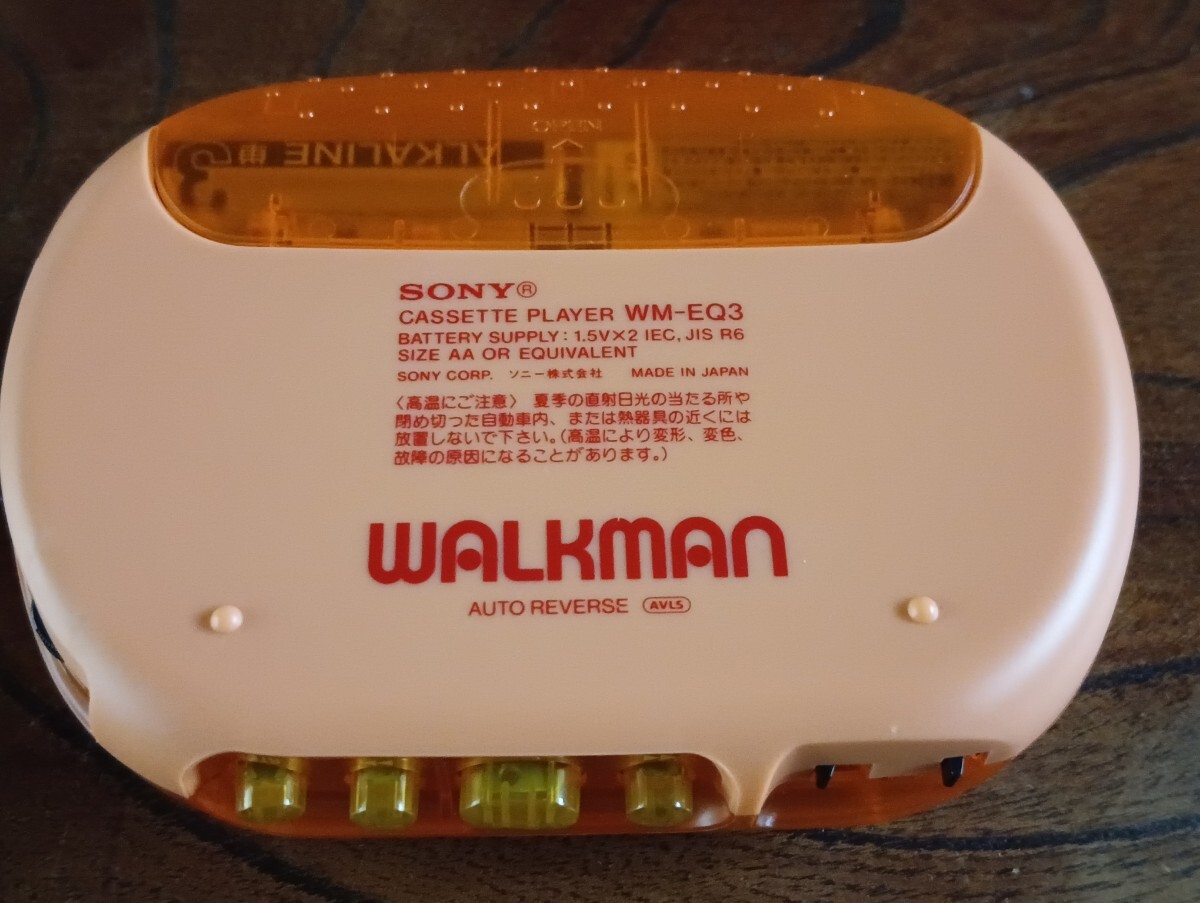 OPEN
ALKALINE 単3
SONY®
CASSETTE PLAYER WM-EQ3
BATTERY SUPPLY: 1.5V×2 IEC, JIS R6
SIZE AA OR EQUIVALENT
SONY CORP. ソニー株式会社 MADE IN JAPAN
〈高温にご注意〉 夏季の直射日光の当たる所や
閉め切った自動車内、または熱器具の近くには
放置しないで下さい。(高温により変形、変色、
故障の原因になることがあります。)
WALKMAN
AUTO REVERSE AVLS